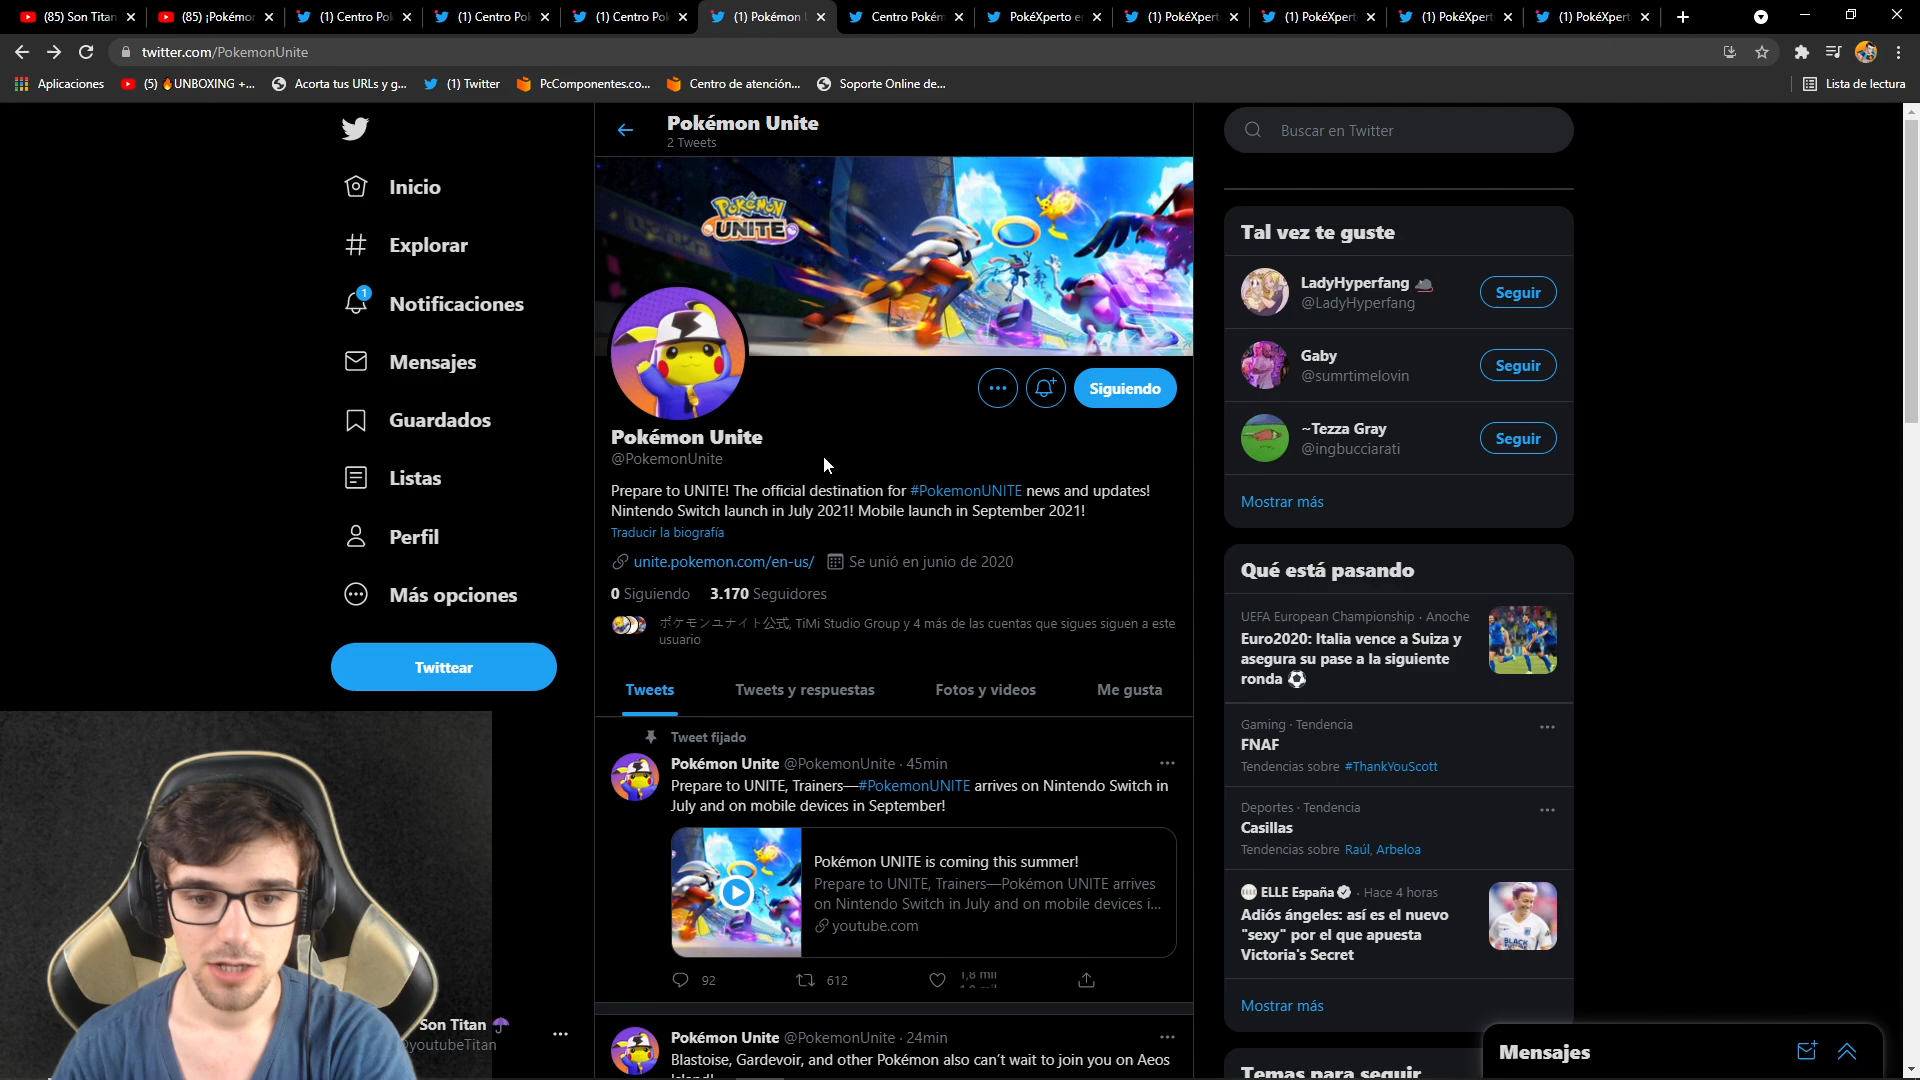 (85) Son Titan
(85) ¡Pokémon
(1) Centro Pok
(1) Centro Pok
(1) Centro Pok
(1) Pokémon
Centro Pokém
PokéXperto en
(1) PokéXpert
(1) PokéXpert
(1) PokéXpert
(1) PokéXpert
twitter.com/PokemonUnite
Aplicaciones
(5) 🔥UNBOXING +...
Acorta tus URLs y g...
(1) Twitter
PcComponentes.co...
Centro de atención...
Soporte Online de...
Lista de lectura
Inicio
Explorar
1
Notificaciones
Mensajes
Guardados
Listas
Perfil
Más opciones
Twittear
Son Titan ☂
@youtubeTitan
Pokémon Unite
2 Tweets
POKÉMON
UNITE
Siguiendo
Pokémon Unite
@PokemonUnite
Prepare to UNITE! The official destination for #PokemonUNITE news and updates!
Nintendo Switch launch in July 2021! Mobile launch in September 2021!
Traducir la biografía
unite.pokemon.com/en-us/ Se unió en junio de 2020
0 Siguiendo 3.170 Seguidores
ポケモンユナイト公式, TiMi Studio Group y 4 más de las cuentas que sigues siguen a este
usuario
Tweets
Tweets y respuestas
Fotos y videos
Me gusta
Tweet fijado
Pokémon Unite @PokemonUnite · 45min
Prepare to UNITE, Trainers—#PokemonUNITE arrives on Nintendo Switch in
July and on mobile devices in September!
Pokémon UNITE is coming this summer!
Prepare to UNITE, Trainers—Pokémon UNITE arrives
on Nintendo Switch in July and on mobile devices i...
youtube.com
92
612
1,8 mil
Pokémon Unite @PokemonUnite · 24min
Blastoise, Gardevoir, and other Pokémon also can't wait to join you on Aeos
Island!
Buscar en Twitter
Tal vez te guste
LadyHyperfang
@LadyHyperfang
Seguir
Gaby
@sumrtimelovin
Seguir
~Tezza Gray
@ingbucciarati
Seguir
Mostrar más
Qué está pasando
UEFA European Championship · Anoche
Euro2020: Italia vence a Suiza y
asegura su pase a la siguiente
ronda ⚽
Gaming · Tendencia
FNAF
Tendencias sobre #ThankYouScott
Deportes · Tendencia
Casillas
Tendencias sobre Raúl, Arbeloa
ELLE España · Hace 4 horas
Adiós ángeles: así es el nuevo
"sexy" por el que apuesta
Victoria's Secret
BLACK
Mostrar más
Temas para seguir
Mensajes